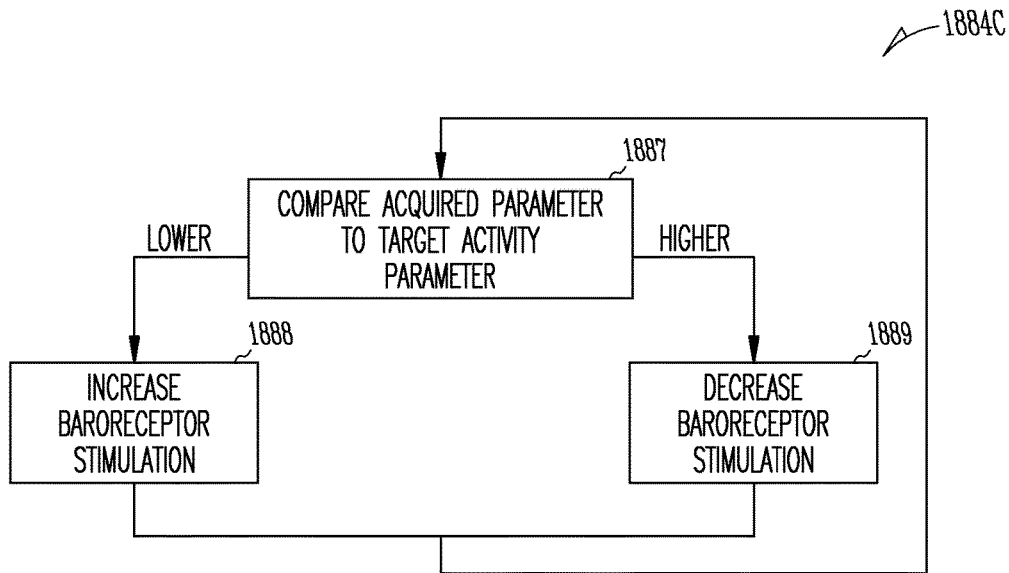 1884C
1887
COMPARE ACQUIRED PARAMETER
TO TARGET ACTIVITY
PARAMETER
LOWER
HIGHER
1888
INCREASE
BARORECEPTOR
STIMULATION
1889
DECREASE
BARORECEPTOR
STIMULATION